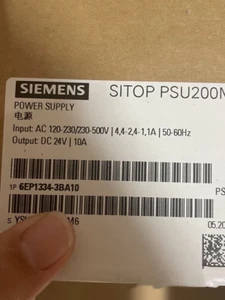 SIEMENS SITOP PSU200M
POWER SUPPLY
电源
Input: AC 120-230/230-500V | 4,4-2,4-1,1A | 50-60Hz
Output: DC 24V | 10A
1P 6EP1334-3BA10 PS
S 05.20